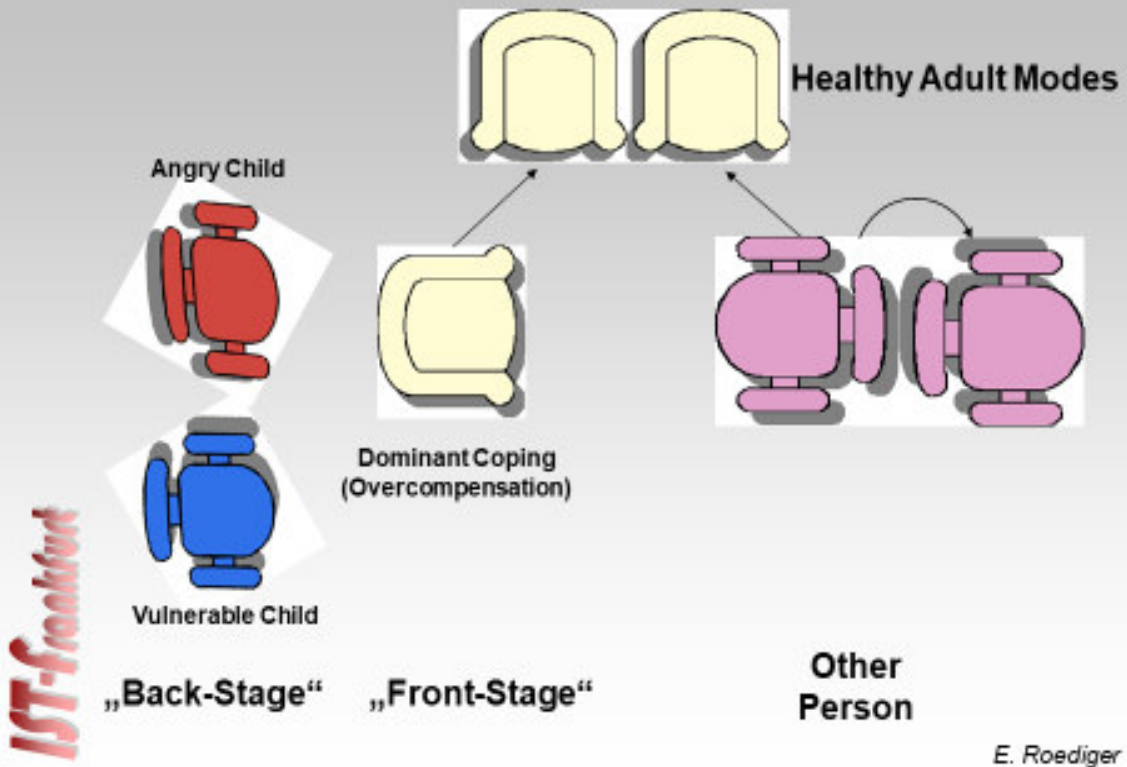 Healthy Adult Modes
Angry Child
Dominant Coping
(Overcompensation)
Vulnerable Child
„Back-Stage“
„Front-Stage“
Other
Person
IST-Frankfurt
E. Roediger